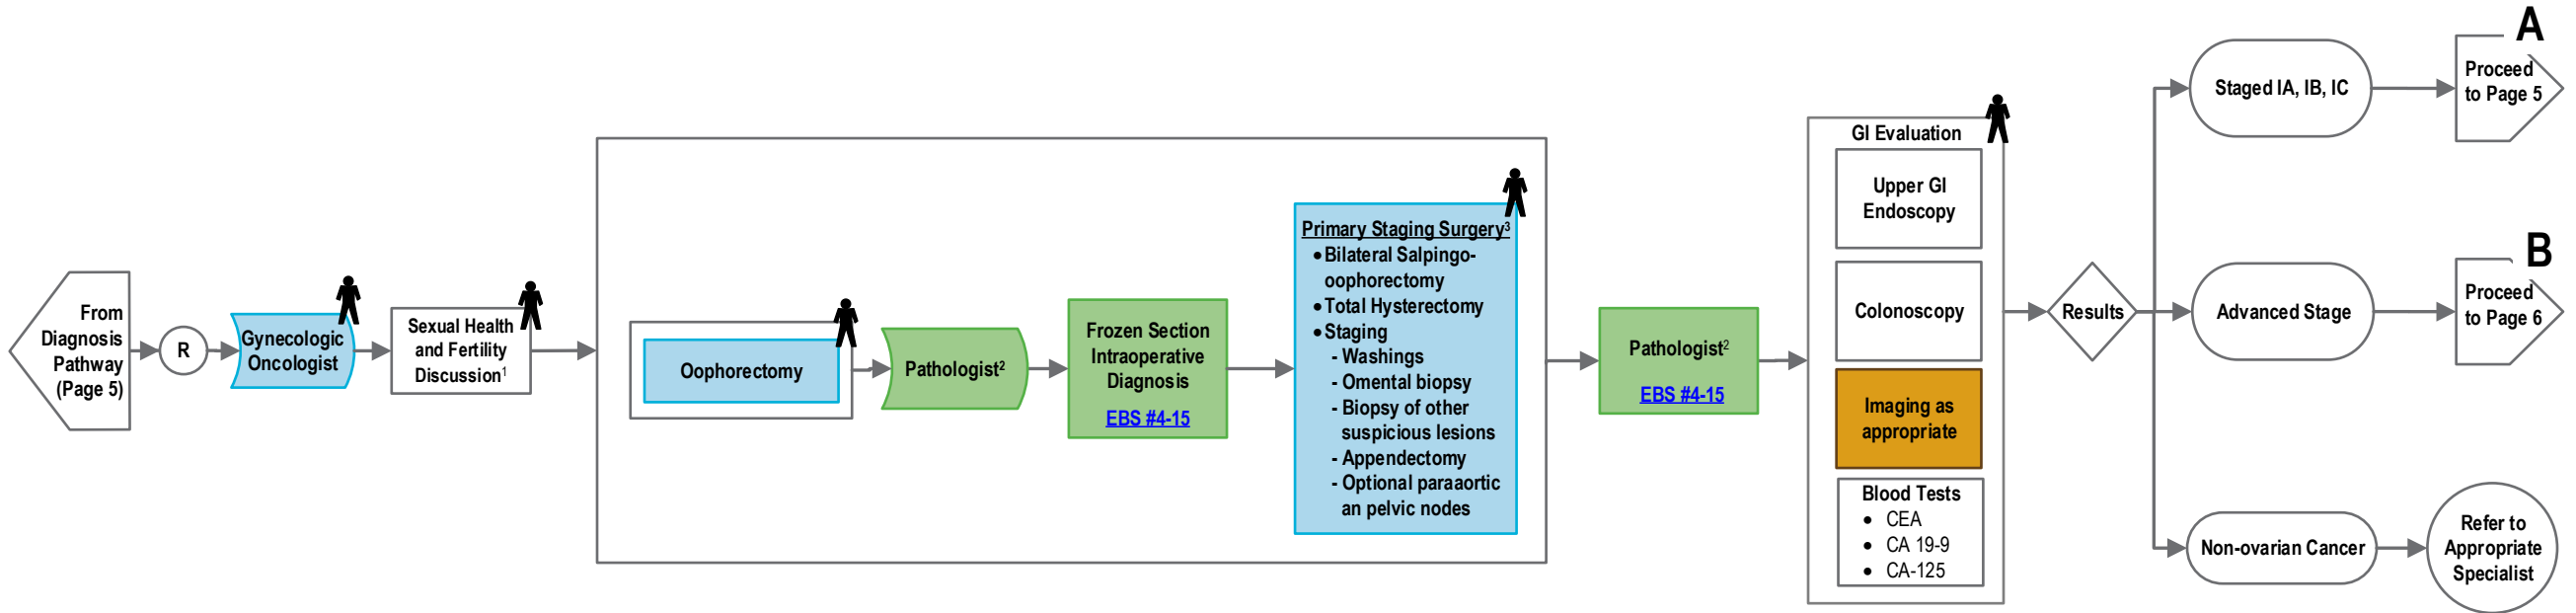 From
Diagnosis
Pathway
(Page 5)
R
Gynecologic
Oncologist
Sexual Health
and Fertility
Discussion1
Oophorectomy
Pathologist2
Frozen Section
Intraoperative
Diagnosis
EBS #4-15
Primary Staging Surgery3
• Bilateral Salpingo-
oophorectomy
• Total Hysterectomy
• Staging
- Washings
- Omental biopsy
- Biopsy of other
suspicious lesions
- Appendectomy
- Optional paraaortic
an pelvic nodes
Pathologist2
EBS #4-15
GI Evaluation
Upper GI
Endoscopy
Colonoscopy
Imaging as
appropriate
Blood Tests
• CEA
• CA 19-9
• CA-125
Results
Staged IA, IB, IC
A
Proceed
to Page 5
Advanced Stage
B
Proceed
to Page 6
Non-ovarian Cancer
Refer to
Appropriate
Specialist